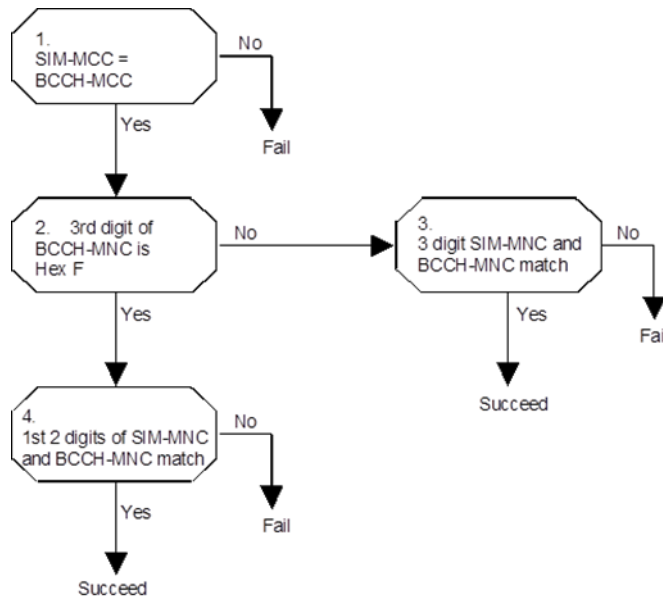 1.
SIM-MCC =
BCCH-MCC
No
Fail
Yes
2. 3rd digit of
BCCH-MNC is
Hex F
No
3.
3 digit SIM-MNC and
BCCH-MNC match
No
Fail
Yes
Succeed
Yes
4.
1st 2 digits of SIM-MNC
and BCCH-MNC match
No
Fail
Yes
Succeed